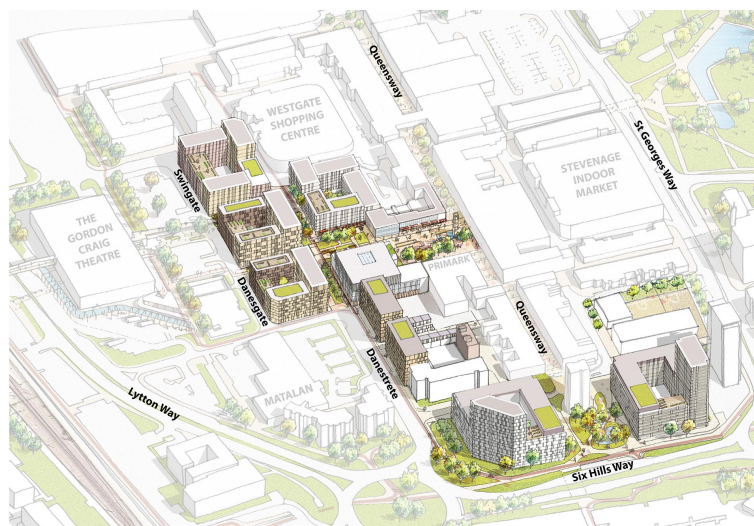 Queensway
WESTGATE
SHOPPING
CENTRE
St Georges Way
STEVENAGE
INDOOR
MARKET
Swingate
THE
GORDON
CRAIG
THEATRE
PRIMARK
Danesgate
Queensway
Danestrete
MATALAN
Lytton Way
Six Hills Way